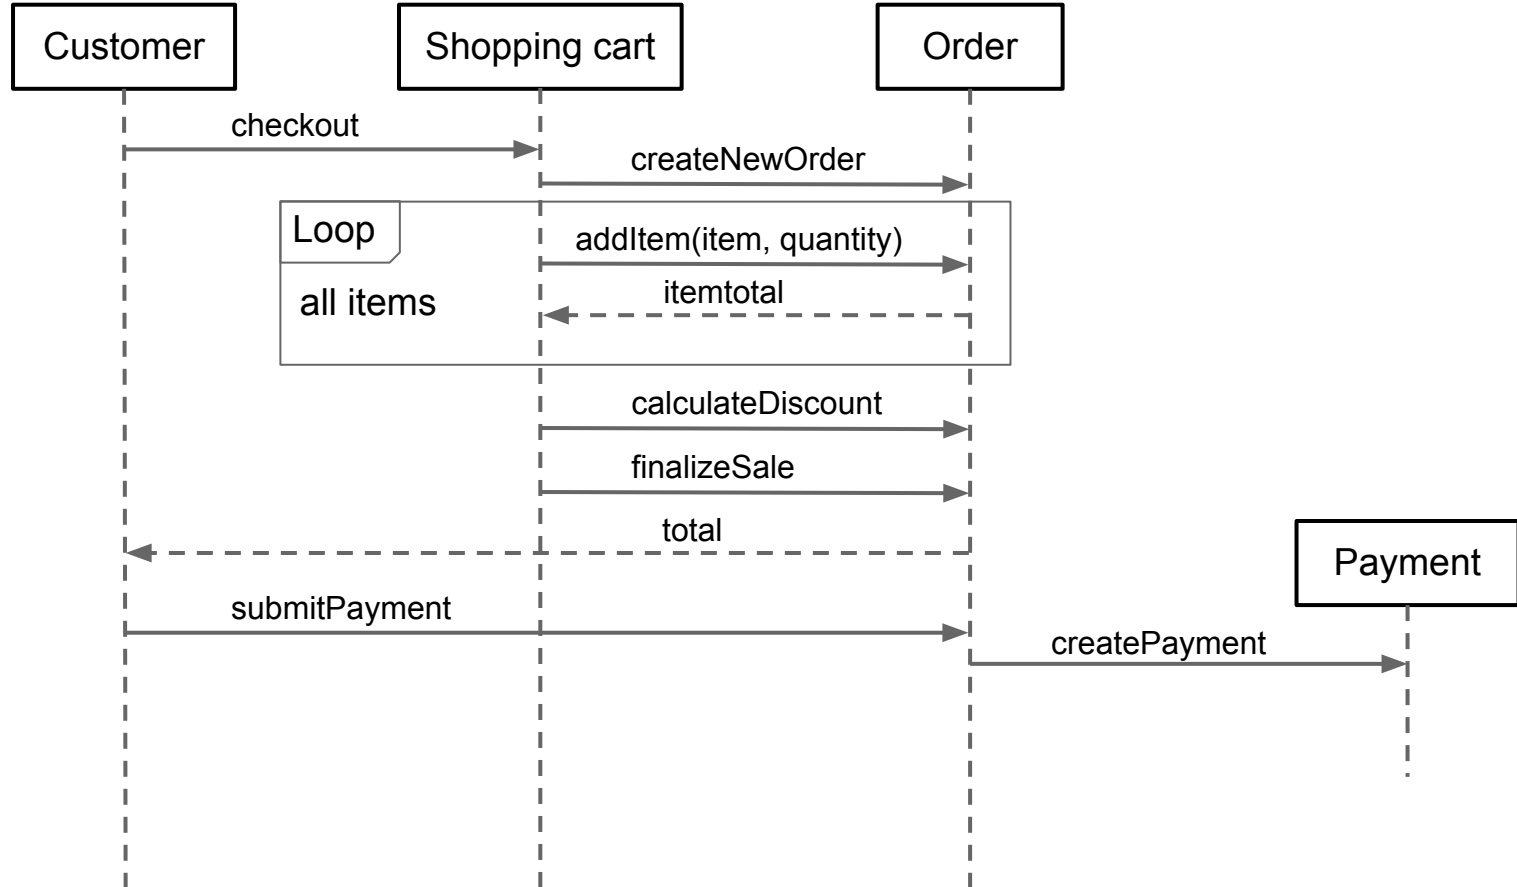 Customer
Shopping cart
Order
checkout
createNewOrder
Loop
addItem(item, quantity)
all items
itemtotal
calculateDiscount
finalizeSale
total
Payment
submitPayment
createPayment